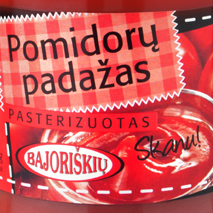 Pomidorų
padažas
PASTERIZUOTAS
BAJORIŠKIŲ
Skanu!